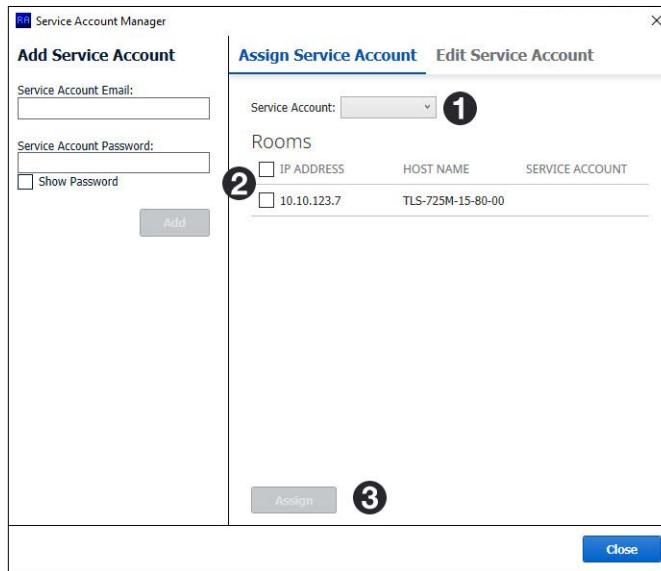 RA Service Account Manager
Add Service Account
Service Account Email:
Service Account Password:
Show Password
Add
Assign Service Account Edit Service Account
Service Account: 1
Rooms
2
IP ADDRESS HOST NAME SERVICE ACCOUNT
10.10.123.7 TLS-725M-15-80-00
Assign 3
Close